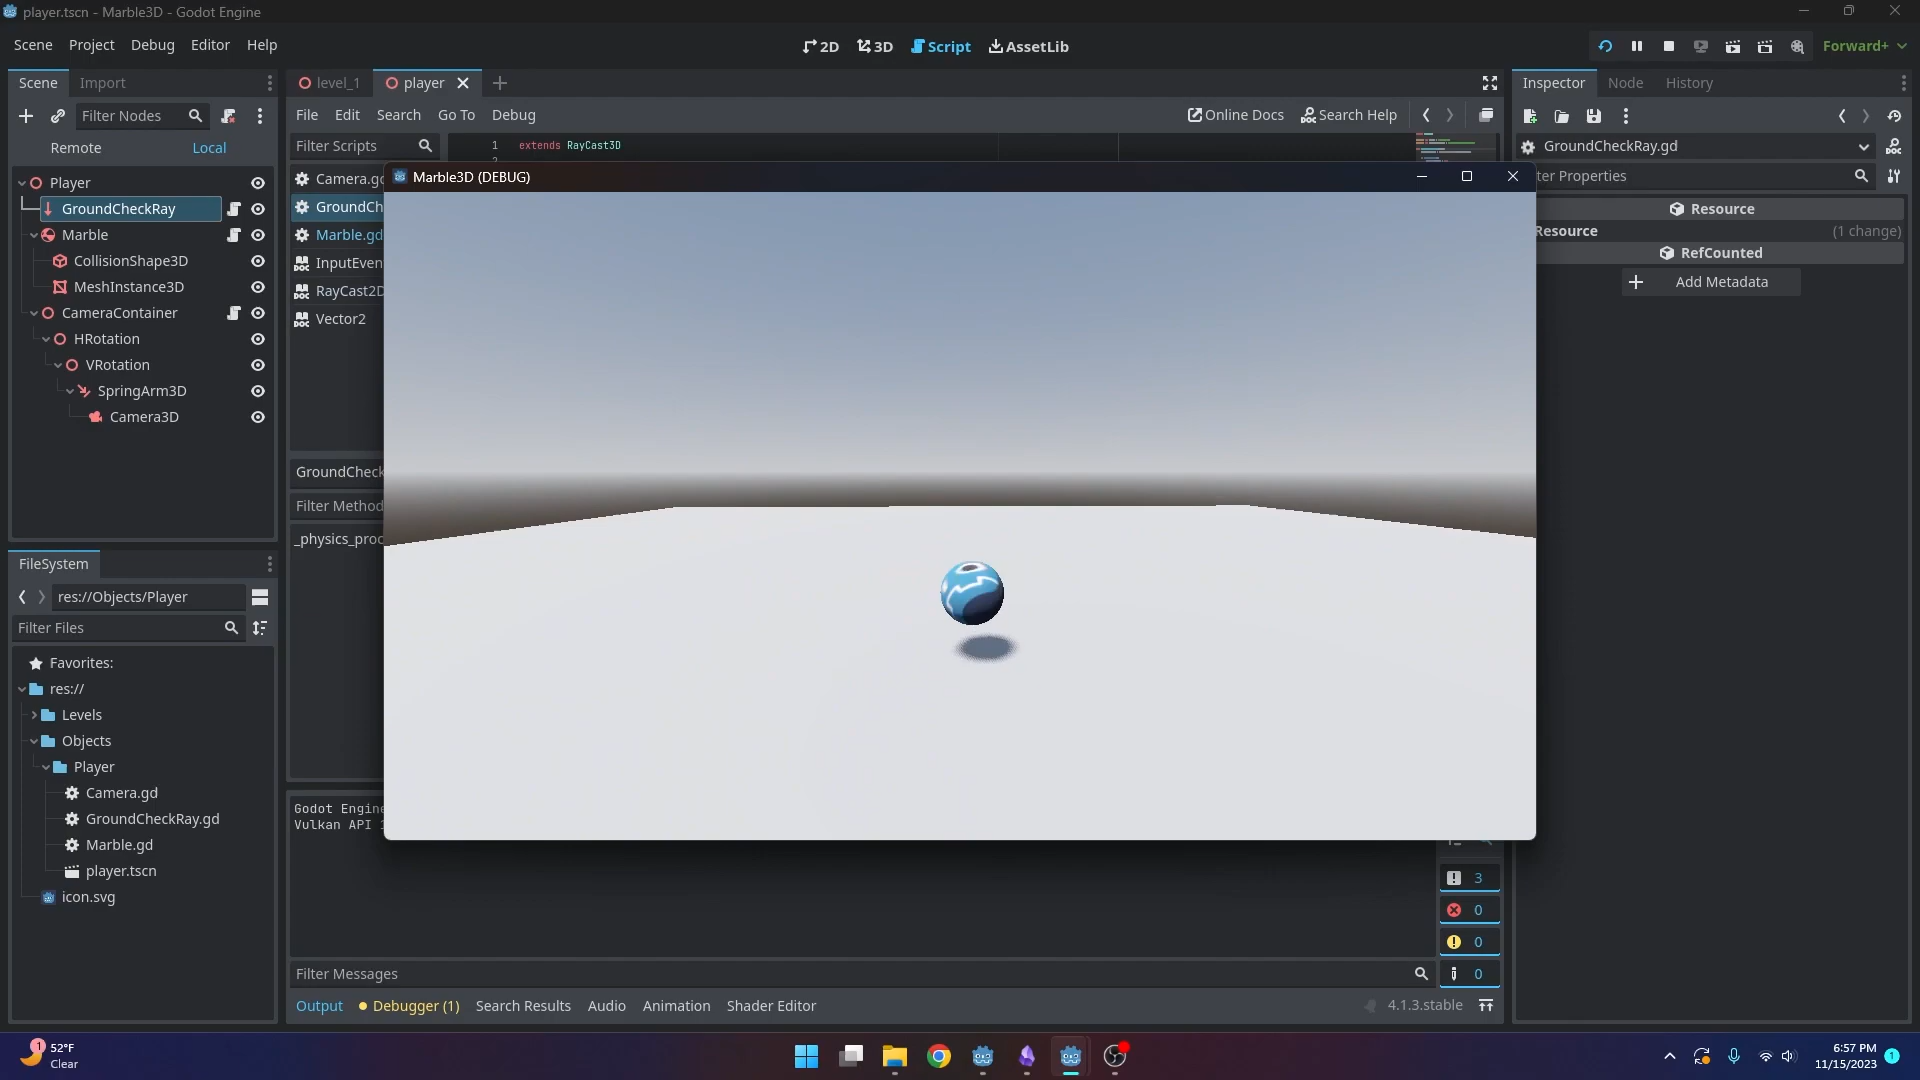 player.tscn - Marble3D - Godot Engine
Scene Project Debug Editor Help
2D 3D Script AssetLib
Forward+
Scene Import
level_1 player
Inspector Node History
Filter Nodes
File Edit Search Go To Debug
Online Docs Search Help
Remote Local
Filter Scripts
1 extends RayCast3D
2
GroundCheckRay.gd
Marble3D (DEBUG)
Camera.gd
ter Properties
Player
GroundCheckRay
GroundCh
Resource
Marble
Marble.gd
Resource (1 change)
RefCounted
CollisionShape3D
InputEven
Add Metadata
MeshInstance3D
RayCast2D
CameraContainer
Vector2
HRotation
VRotation
SpringArm3D
Camera3D
GroundCheck
Filter Method
_physics_proc
FileSystem
res://Objects/Player
Filter Files
Favorites:
res://
Levels
Objects
Player
Camera.gd
GroundCheckRay.gd
Marble.gd
player.tscn
icon.svg
Godot Engine
Vulkan API
3
0
0
0
Filter Messages
Output Debugger (1) Search Results Audio Animation Shader Editor
4.1.3.stable
1
52°F
Clear
6:57 PM
11/15/2023
1